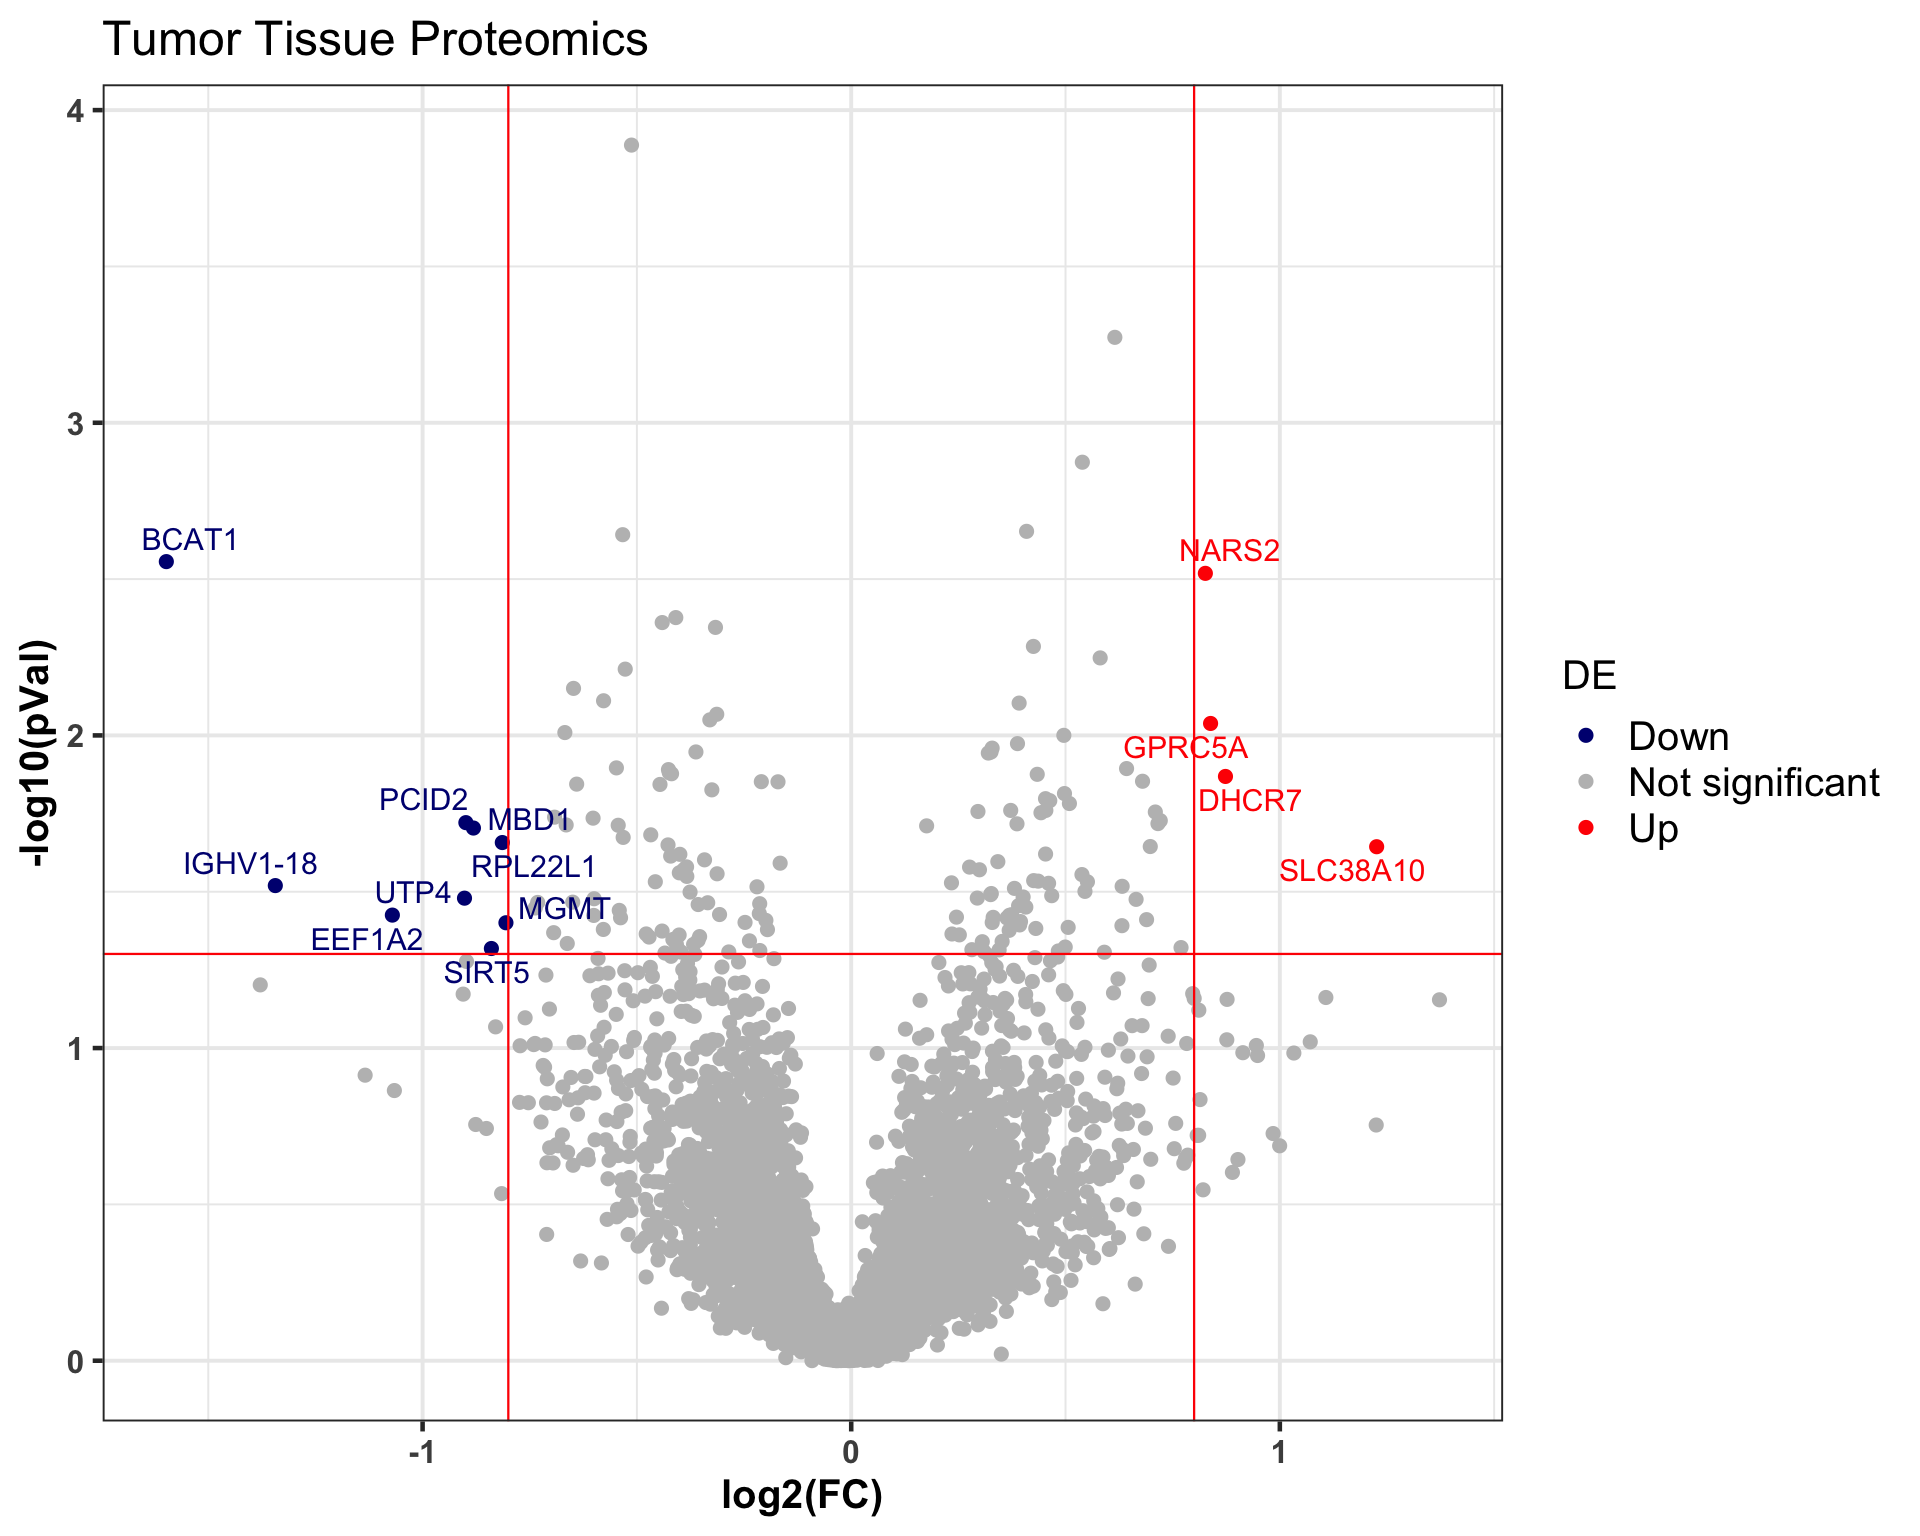 Tumor Tissue Proteomics
4
3
2
1
0
-log10(pVal)
BCAT1
NARS2
GPRC5A
DHCR7
SLC38A10
PCID2
MBD1
RPL22L1
IGHV1-18
UTP4
MGMT
EEF1A2
SIRT5
-1
0
1
log2(FC)
DE
Down
Not significant
Up